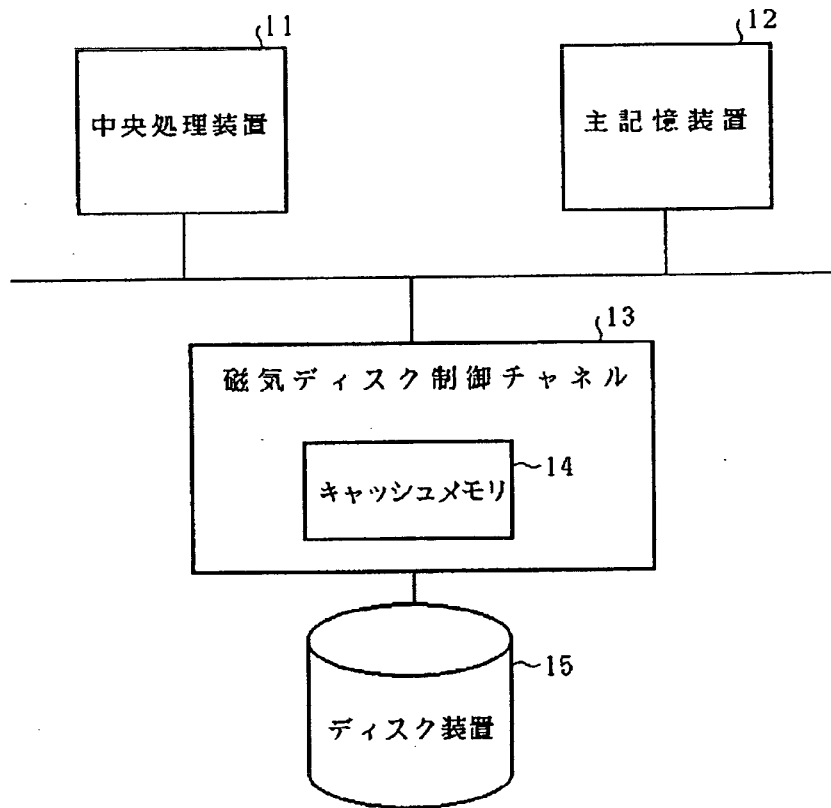 11
中央処理装置
12
主記憶装置
13
磁気ディスク制御チャネル
キャッシュメモリ
14
ディスク装置
15